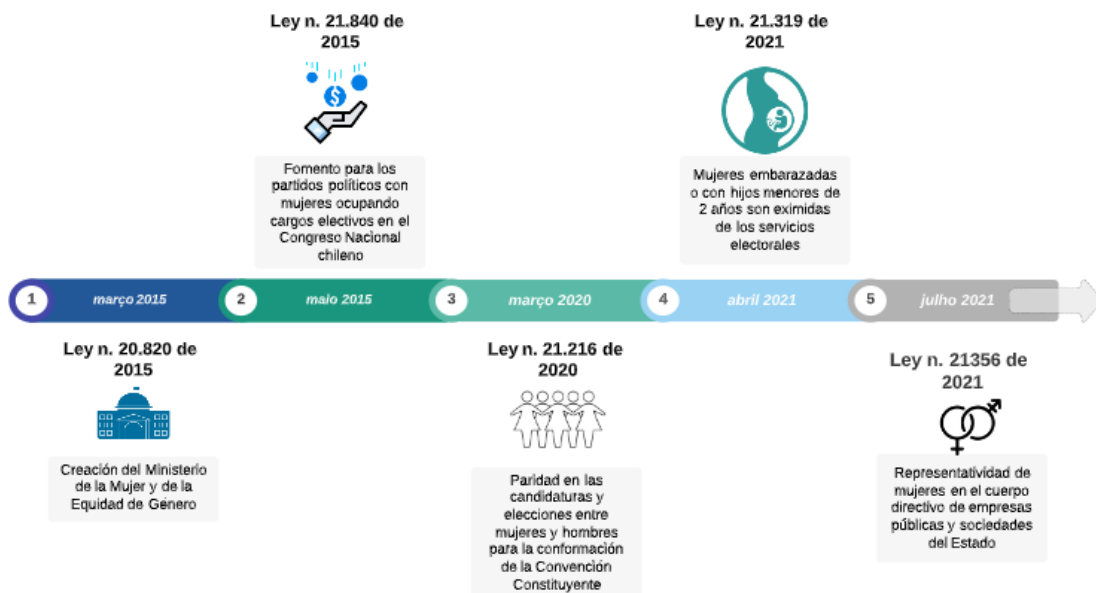 Ley n. 21.840 de
2015
$
Fomento para los
partidos políticos con
mujeres ocupando
cargos electivos en el
Congreso Nacional
chileno
Ley n. 21.319 de
2021
Mujeres embarazadas
o con hijos menores de
2 años son eximidas
de los servicios
electorales
1
março 2015
2
maio 2015
3
março 2020
4
abril 2021
5
julho 2021
Ley n. 20.820 de
2015
Creación del Ministerio
de la Mujer y de la
Equidad de Género
Ley n. 21.216 de
2020
Paridad en las
candidaturas y
elecciones entre
mujeres y hombres
para la conformación
de la Convención
Constituyente
Ley n. 21356 de
2021
Representatividad de
mujeres en el cuerpo
directivo de empresas
públicas y sociedades
del Estado